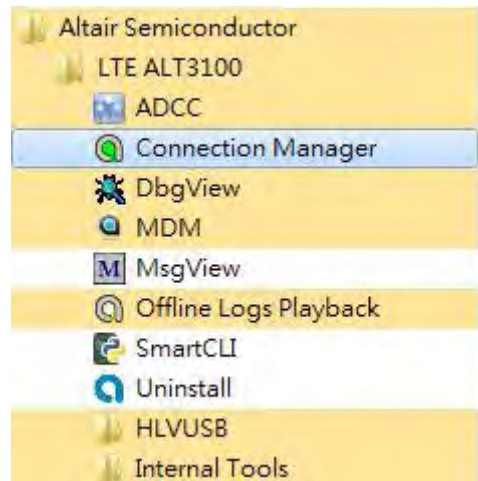 Altair Semiconductor
LTE ALT3100
ADCC
Connection Manager
DbgView
MDM
M MsgView
Offline Logs Playback
SmartCLI
Uninstall
HLVUSB
Internal Tools